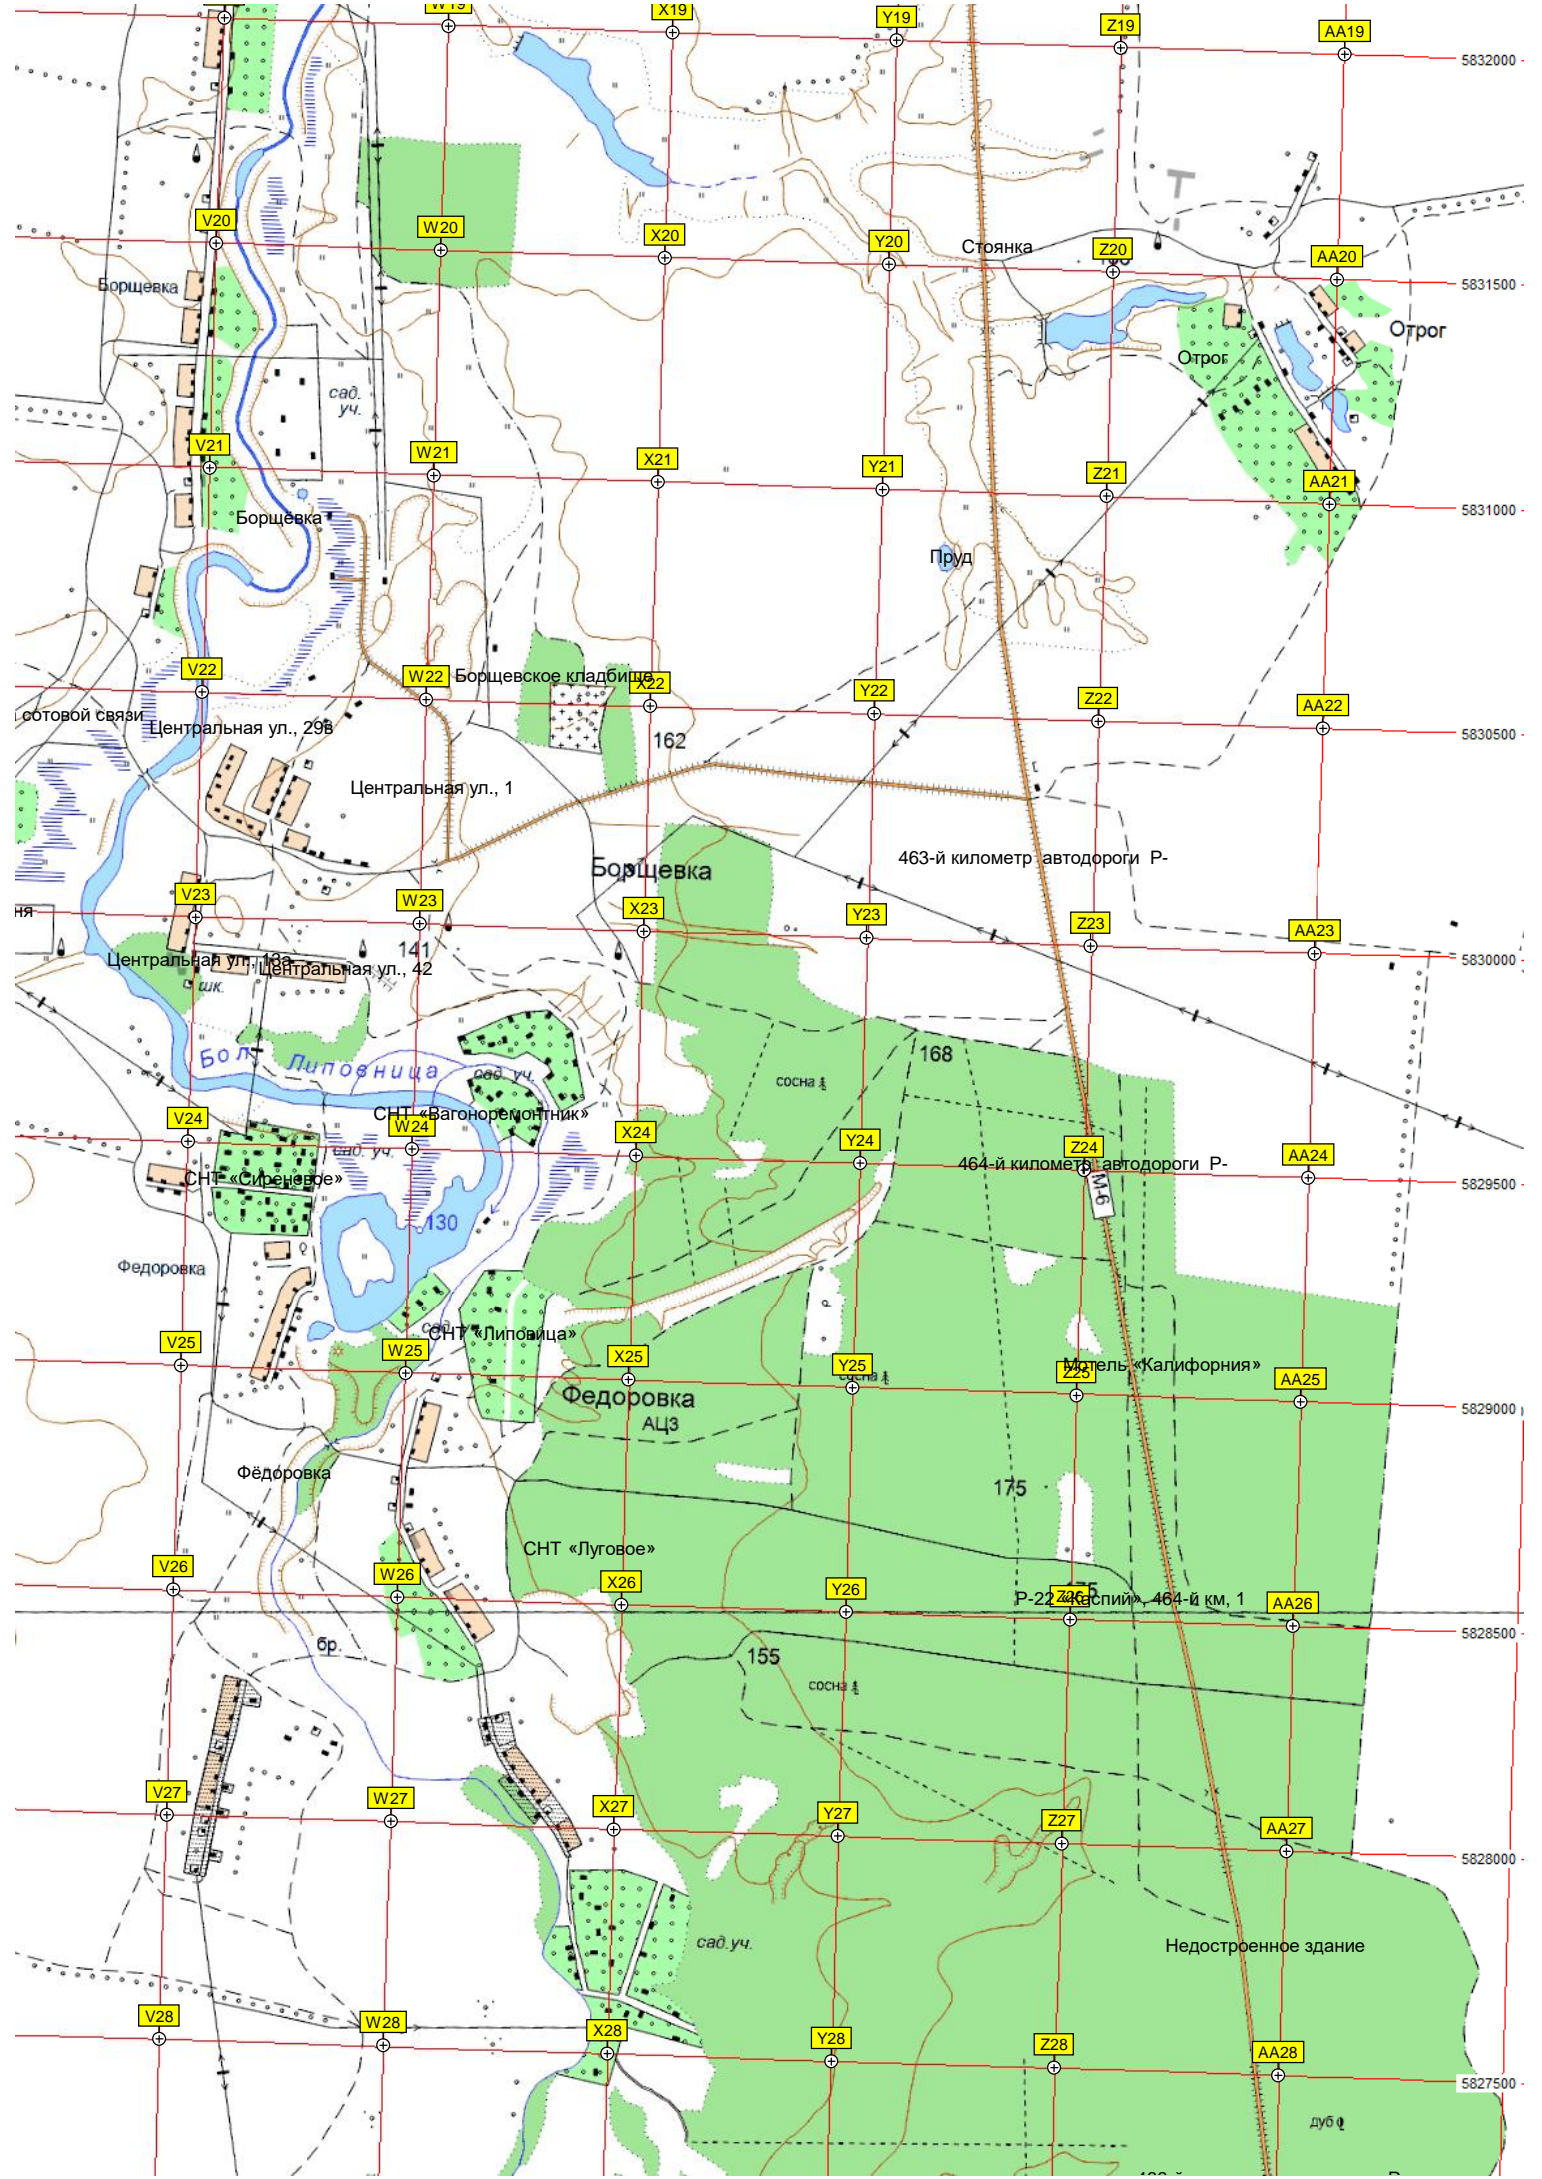 W19
X19
Y19
Z19
AA19
5832000
V20
W20
X20
Y20
Стоянка
Z20
AA20
Борщевка
5831500
Отрог
Отрог
сад.
уч.
V21
W21
X21
Y21
Z21
AA21
5831000
Борщёвка
Пруд
V22
W22
Борщевское кладбище
X22
Y22
Z22
AA22
сотовой связи
Центральная ул., 29в
162
5830500
Центральная ул., 1
463-й километр автодороги Р-
Борщевка
V23
W23
X23
Y23
Z23
AA23
ня
141
Центральная ул., 13а
Центральная ул., 42
5830000
шк.
168
Бол. Липовница
сад. уч.
сосна
СНТ «Вагоноремонтник»
V24
W24
X24
Y24
Z24
AA24
сад. уч.
464-й километр автодороги Р-
СНТ «Сиреневое»
М-6
5829500
130
Федоровка
СНТ «Липовица»
V25
W25
X25
Y25
Z25
Мотель «Калифорния»
AA25
сосна
Федоровка
АЦЗ
5829000
Фёдоровка
175
СНТ «Луговое»
V26
W26
X26
Y26
Z26
Р-22 «Каспий», 464-й км, 1
AA26
5828500
бр.
155
сосна
V27
W27
X27
Y27
Z27
AA27
5828000
сад.уч.
Недостроенное здание
V28
W28
X28
Y28
Z28
AA28
5827500
дуб